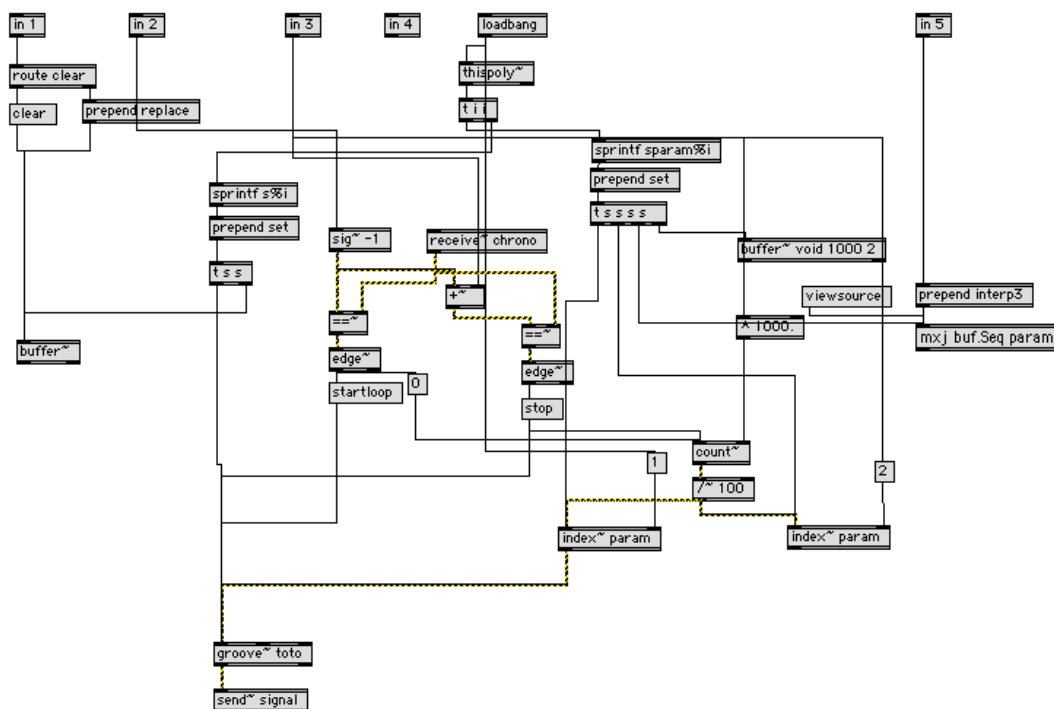 in 1
in 2
in 3
in 4
loadbang
in 5
route clear
thispoly~
clear
prepend replace
t i i
sprintf sparam%i
sprintf s%i
prepend set
prepend set
t s s s s
sig~ -1
receive~ chrono
buffer~ void 1000 2
t s s
+~
viewsource
prepend interp3
==~
==~
* 1000.
mxj buf.Seq param
buffer~
edge~
edge~
startloop
0
stop
count~
1
2
/~ 100
index~ param
index~ param
groove~ toto
send~ signal